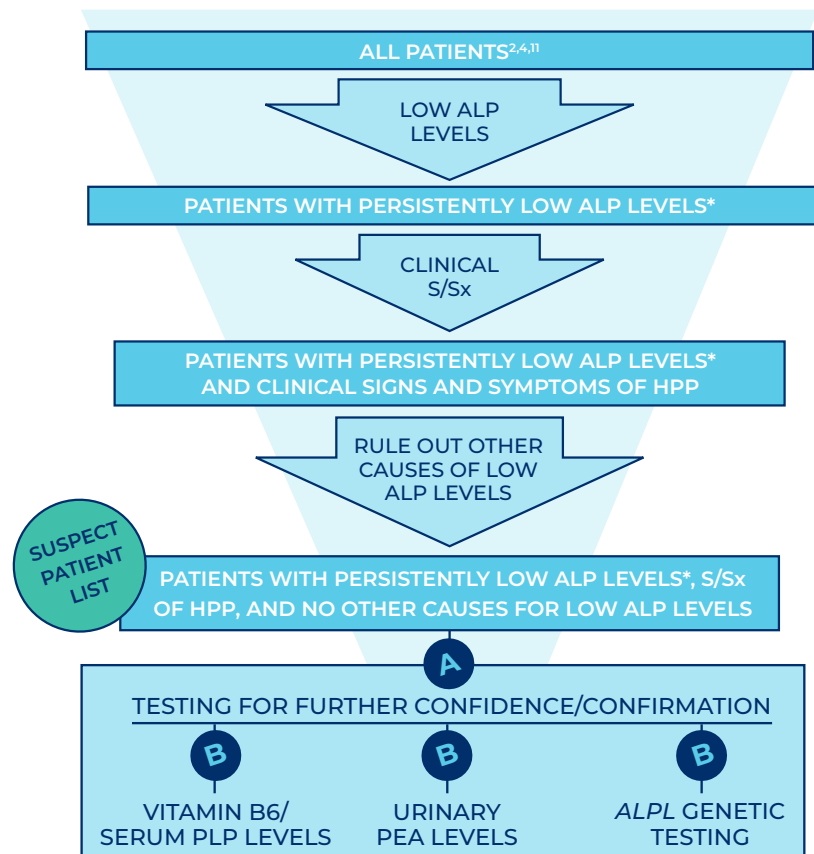 ALL PATIENTS2,4,11
LOW ALP
LEVELS
PATIENTS WITH PERSISTENTLY LOW ALP LEVELS*
CLINICAL
S/Sx
PATIENTS WITH PERSISTENTLY LOW ALP LEVELS*
AND CLINICAL SIGNS AND SYMPTOMS OF HPP
RULE OUT OTHER
CAUSES OF LOW
ALP LEVELS
SUSPECT
PATIENT
LIST
PATIENTS WITH PERSISTENTLY LOW ALP LEVELS*, S/Sx
OF HPP, AND NO OTHER CAUSES FOR LOW ALP LEVELS
A
TESTING FOR FURTHER CONFIDENCE/CONFIRMATION
B
B
B
VITAMIN B6/
SERUM PLP LEVELS
URINARY
PEA LEVELS
ALPL GENETIC
TESTING